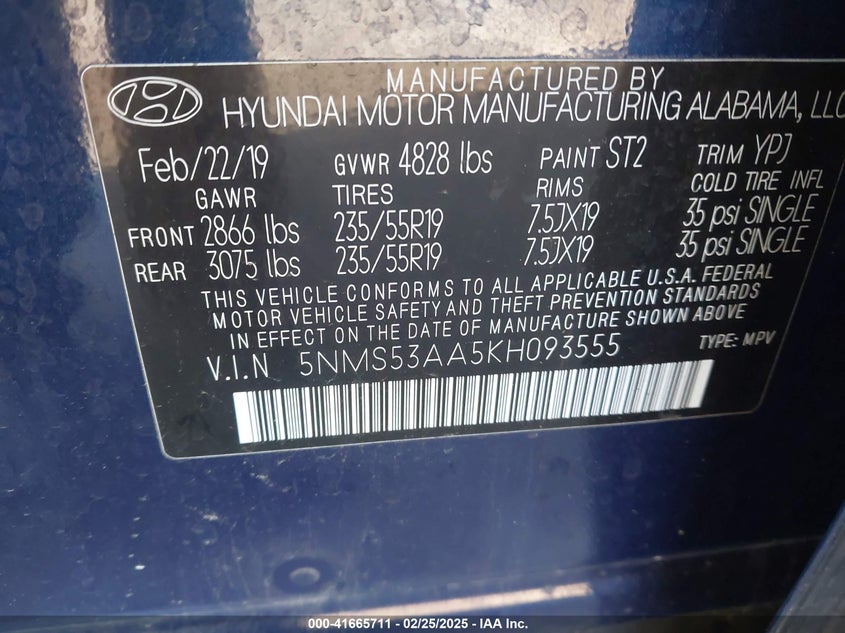 MANUFACTURED BY
HYUNDAI MOTOR MANUFACTURING ALABAMA, LLC
Feb/22/19 GVWR 4828 lbs PAINT ST2 TRIM YPJ
GAWR TIRES RIMS COLD TIRE INFL
FRONT 2866 lbs 235/55R19 7.5JX19 35 psi SINGLE
REAR 3075 lbs 235/55R19 7.5JX19 35 psi SINGLE
THIS VEHICLE CONFORMS TO ALL APPLICABLE U.S.A. FEDERAL
MOTOR VEHICLE SAFETY AND THEFT PREVENTION STANDARDS
IN EFFECT ON THE DATE OF MANUFACTURE SHOWN ABOVE
V.I.N 5NMS53AA5KH093555 TYPE: MPV
000-41665711 - 02/25/2025 - IAA Inc.